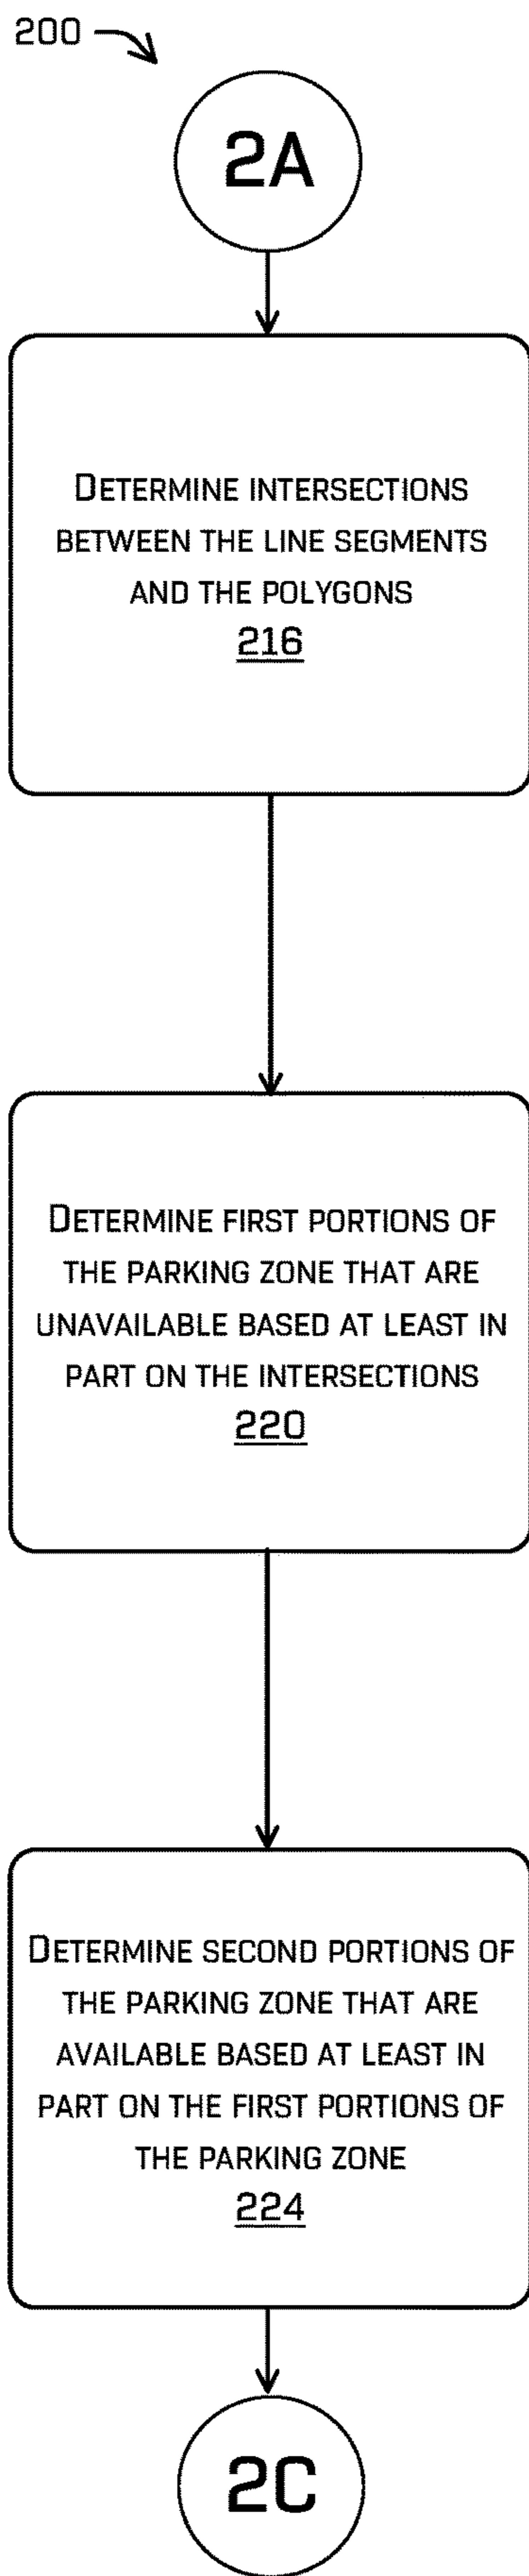 200
2A
DETERMINE INTERSECTIONS
BETWEEN THE LINE SEGMENTS
AND THE POLYGONS
216
DETERMINE FIRST PORTIONS OF
THE PARKING ZONE THAT ARE
UNAVAILABLE BASED AT LEAST IN
PART ON THE INTERSECTIONS
220
DETERMINE SECOND PORTIONS OF
THE PARKING ZONE THAT ARE
AVAILABLE BASED AT LEAST IN
PART ON THE FIRST PORTIONS OF
THE PARKING ZONE
224
2C